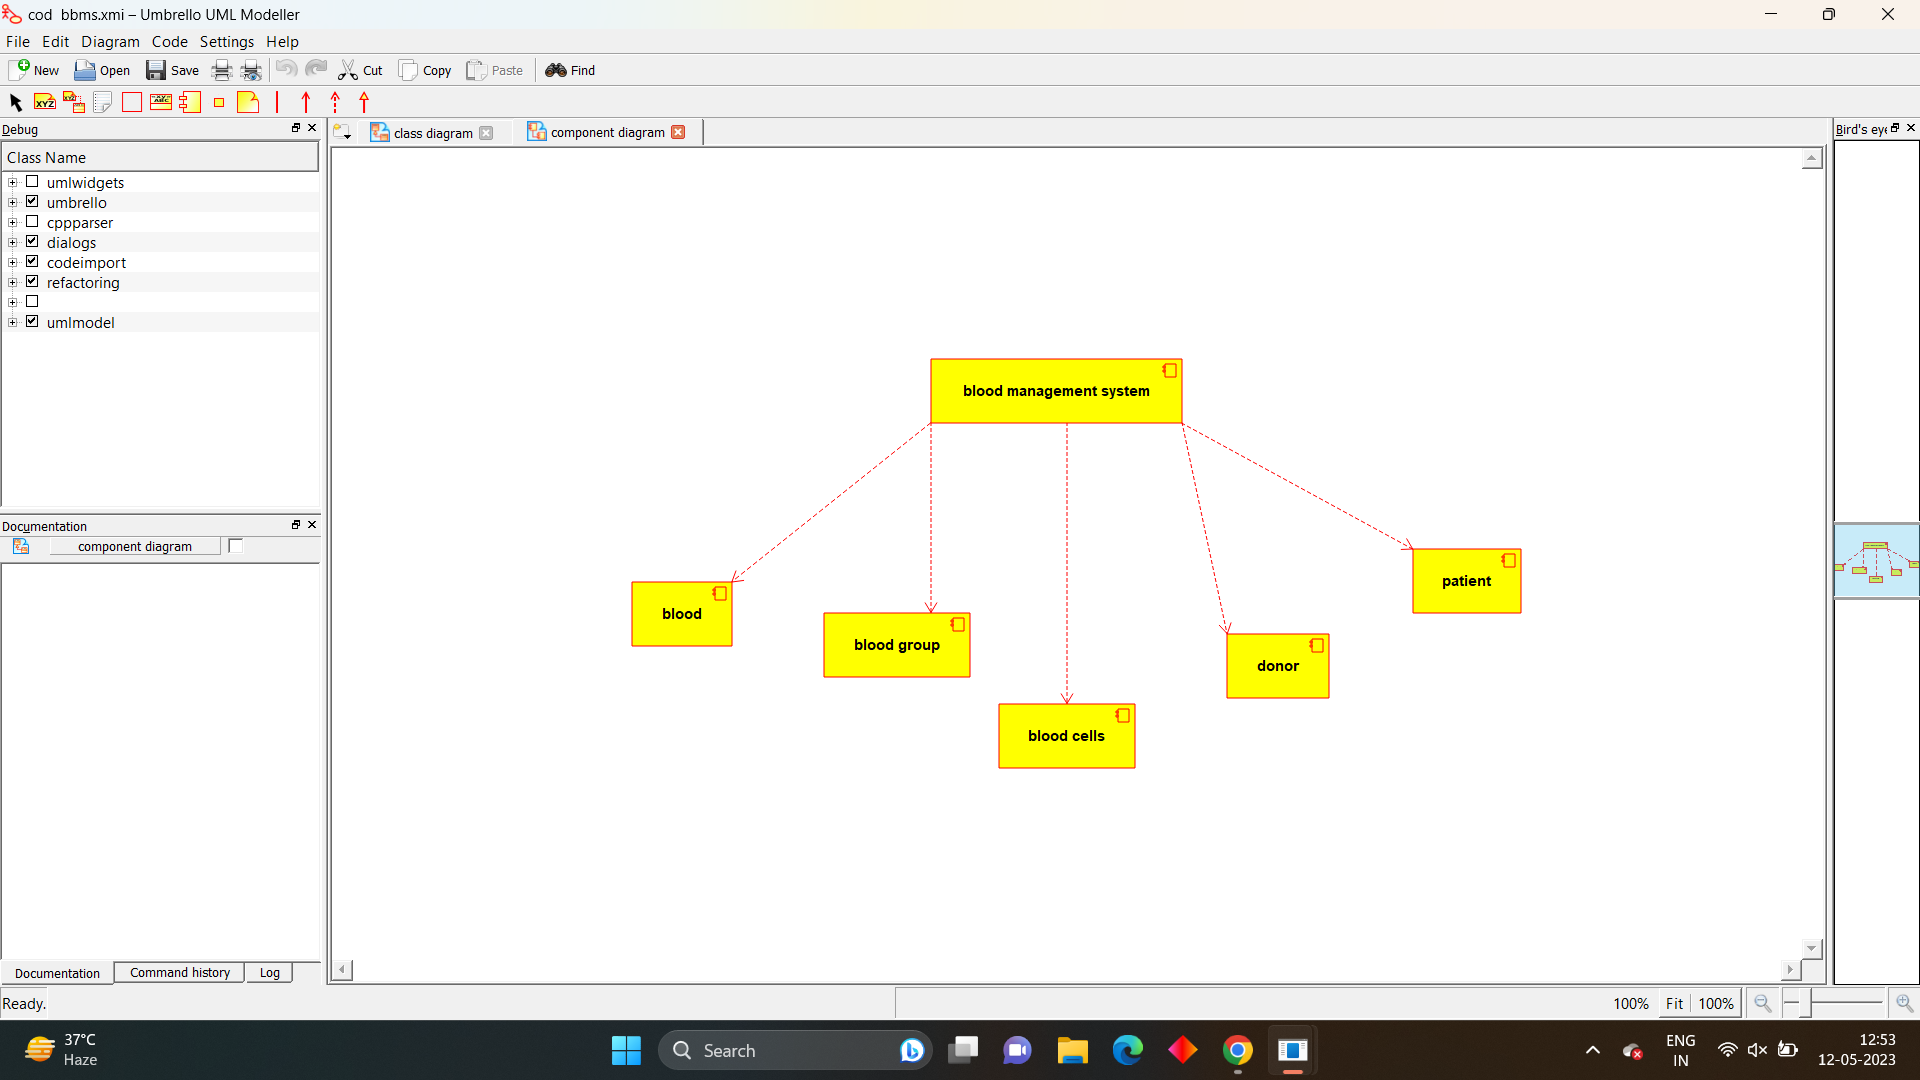 cod  bbms.xmi – Umbrello UML Modeller
File Edit Diagram Code Settings Help
New Open Save Cut Copy Paste Find
XYZ XYZ ABC
Debug
Class Name
umlwidgets
umbrello
cppparser
dialogs
codeimport
refactoring
umlmodel
Documentation
component diagram
Documentation Command history Log
Ready.
class diagram component diagram
blood management system
blood
blood group
blood cells
donor
patient
Bird's eye
100% Fit 100%
37°C
Haze
Search
ENG
IN
12:53
12-05-2023